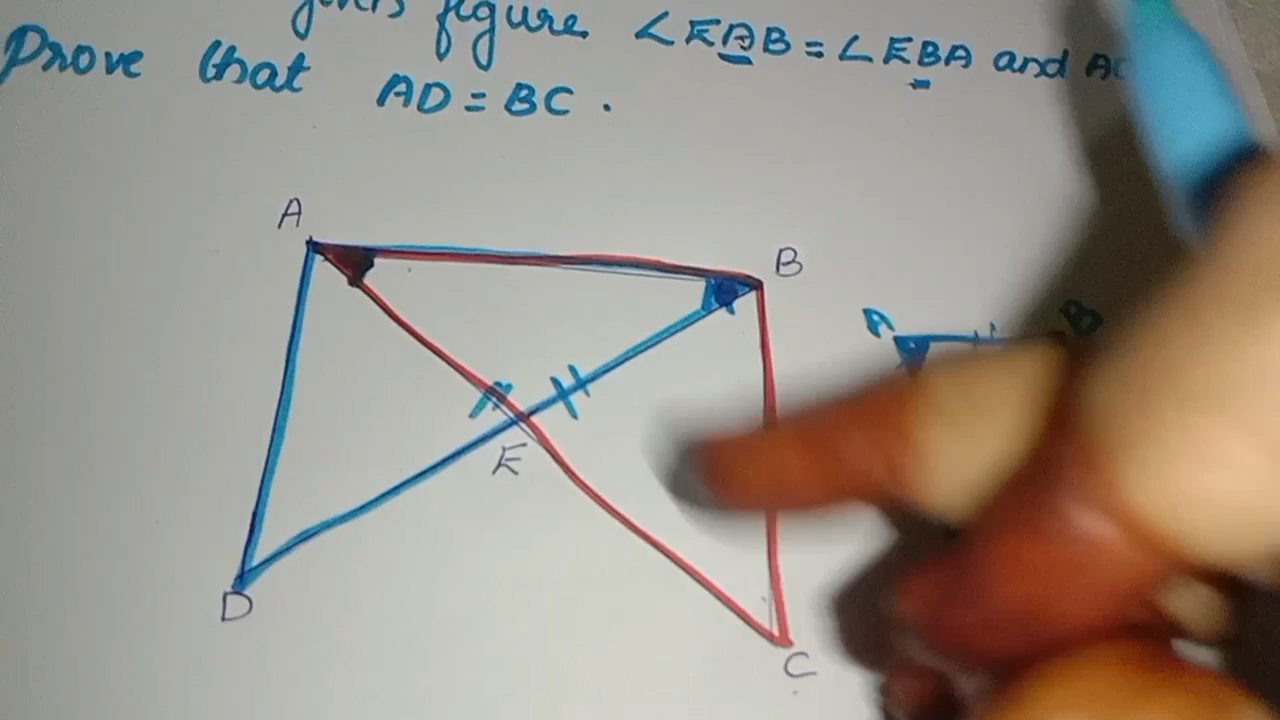 figure ∠EAB = ∠EBA and
Prove that AD = BC .
A
B
A
B
E
D
C